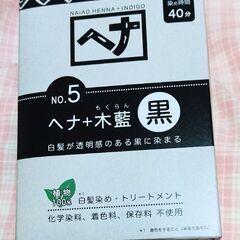 NAIAD HENNA + INDIGO
ヘナ
染め時間
40分
NO.5
もくらん
ヘナ+木藍 黒
白髪が透明感のある黒に染まる
植物
100%
白髪染め・トリートメント
化学染料、着色料、保存料 不使用